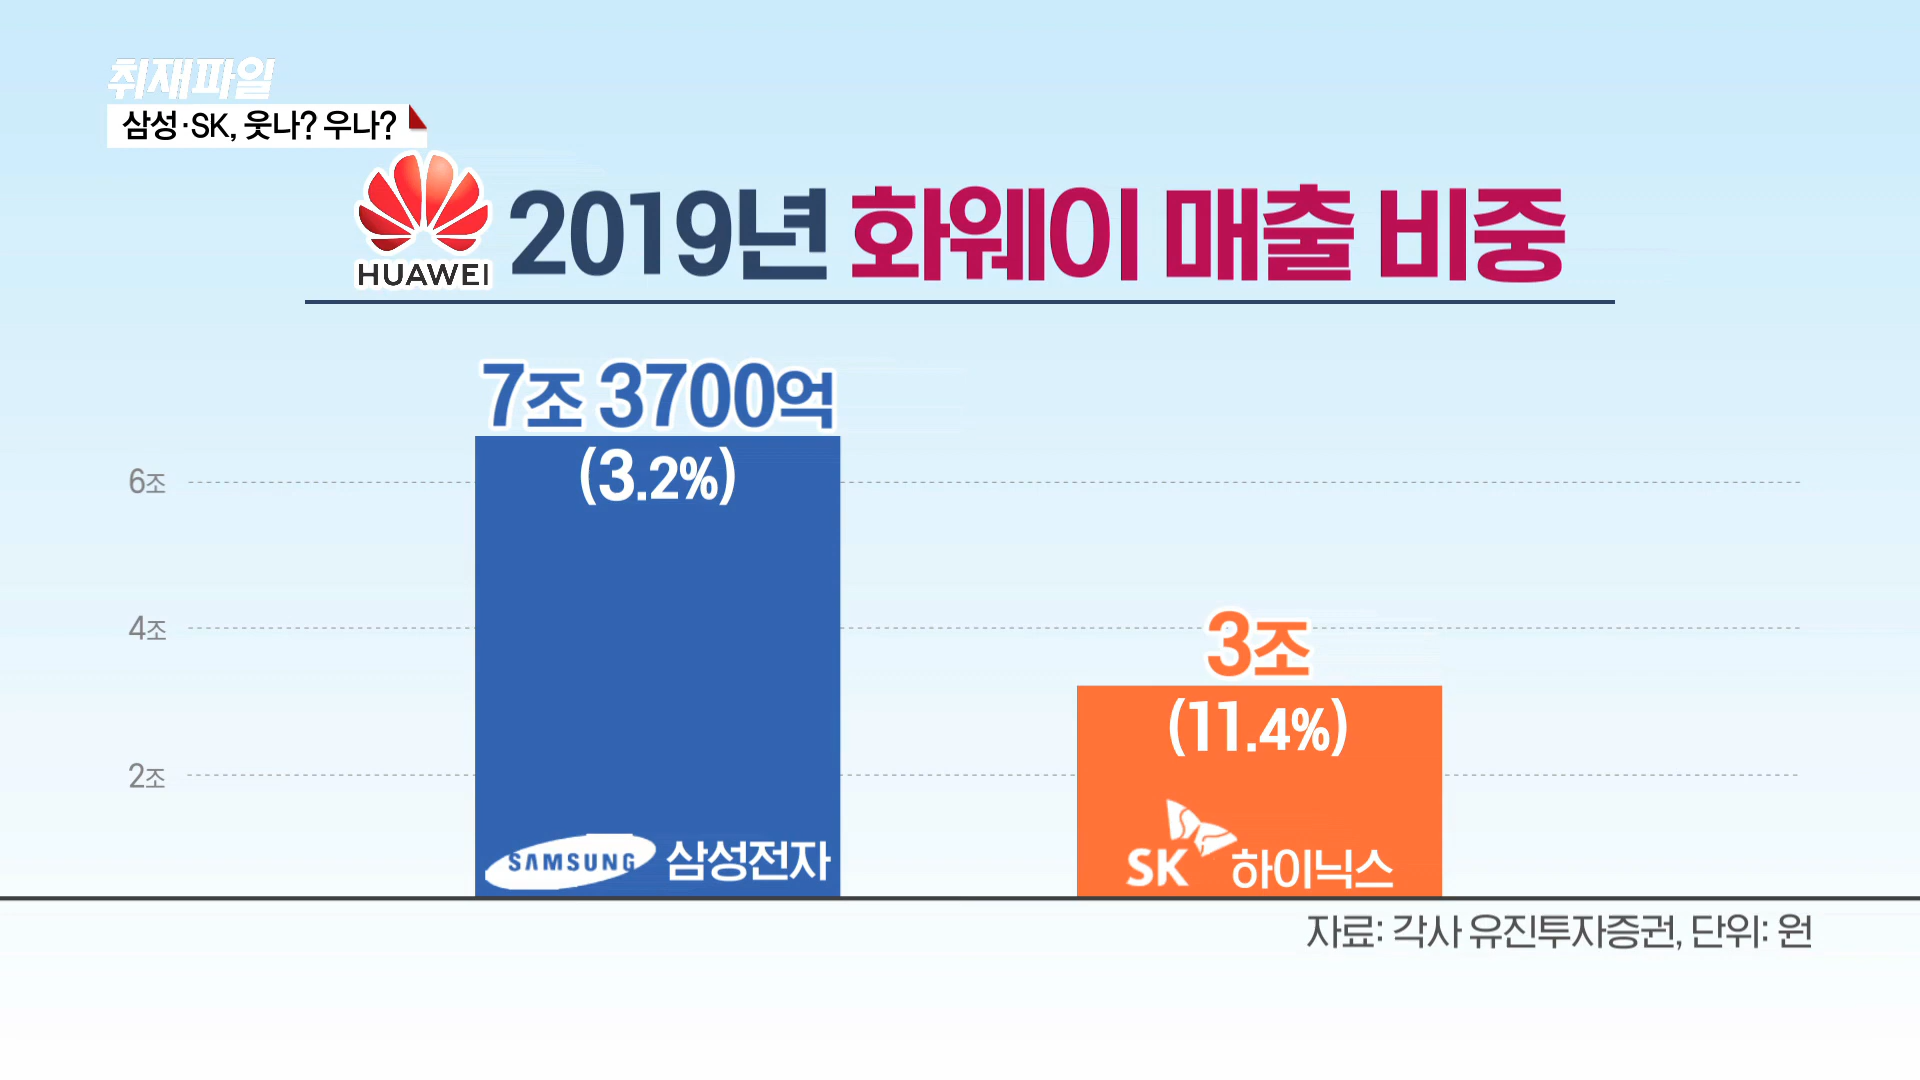 취재파일
삼성·SK, 웃나? 우나?
HUAWEI
2019년 화웨이 매출 비중
7조 3700억
(3.2%)
6조
4조
3조
(11.4%)
2조
SAMSUNG 삼성전자
SK 하이닉스
자료: 각사 유진투자증권, 단위: 원